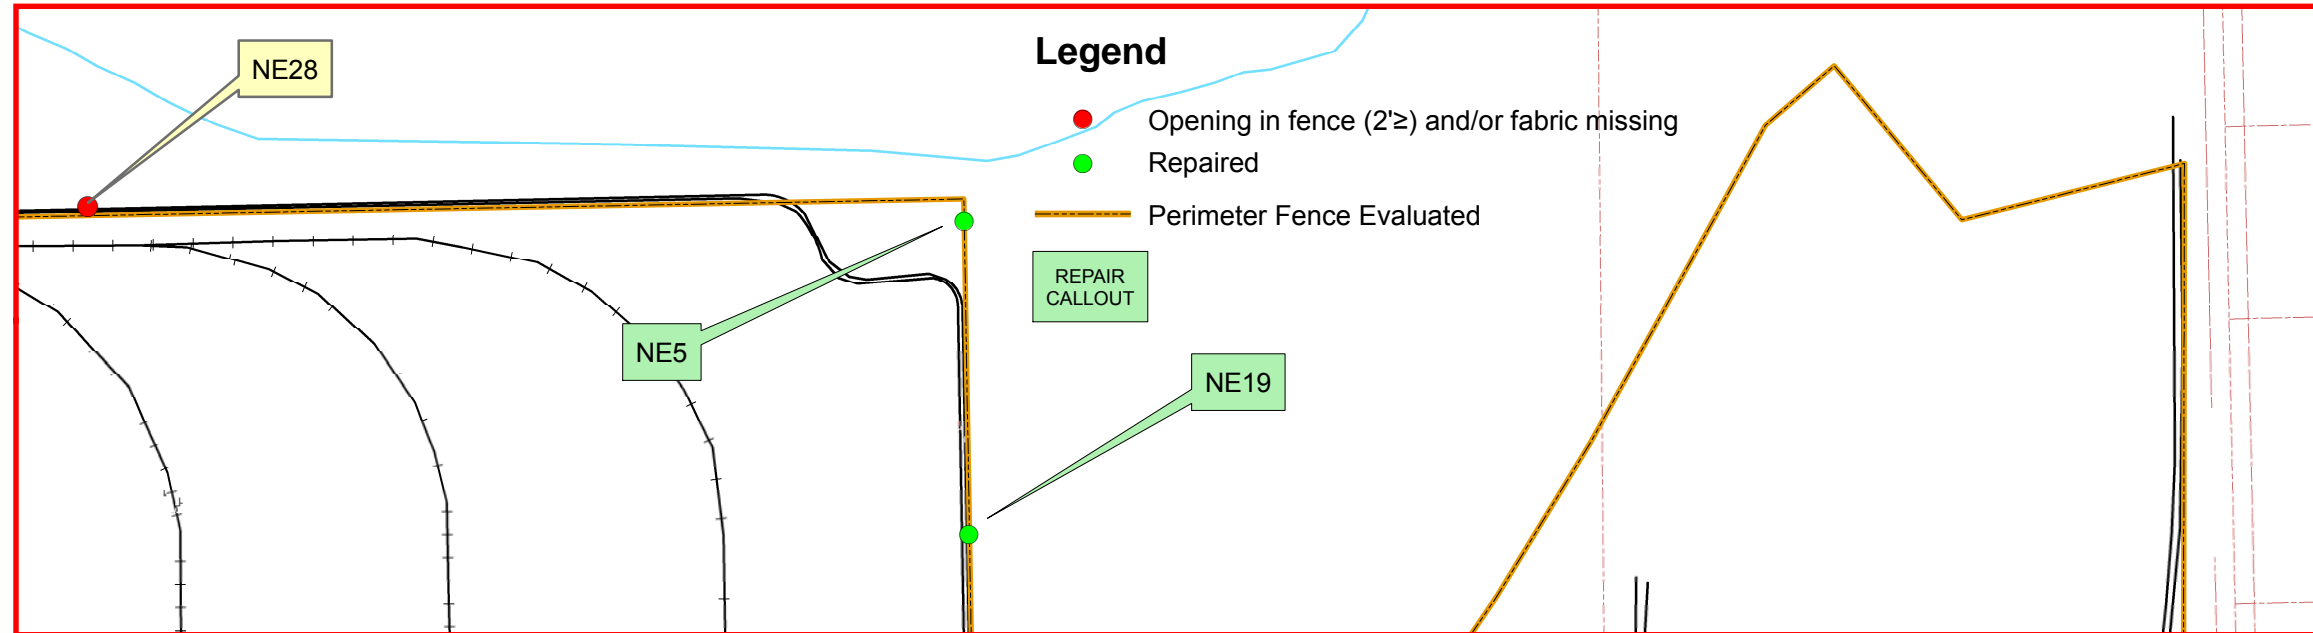 NE28
Legend
Opening in fence (2'≥) and/or fabric missing
Repaired
Perimeter Fence Evaluated
REPAIR
CALLOUT
NE5
NE19